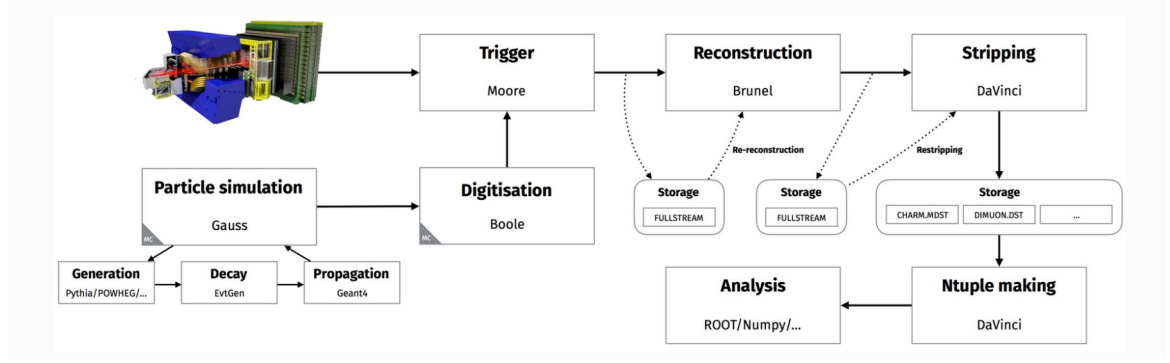 Trigger
Moore
Reconstruction
Brunel
Stripping
DaVinci
Re-reconstruction
Restripping
Particle simulation
Gauss
MC
Digitisation
Boole
MC
Storage
FULLSTREAM
Storage
FULLSTREAM
Storage
CHARM.MDST
DIMUON.DST
...
Generation
Pythia/POWHEG/...
Decay
EvtGen
Propagation
Geant4
Analysis
ROOT/Numpy/...
Ntuple making
DaVinci